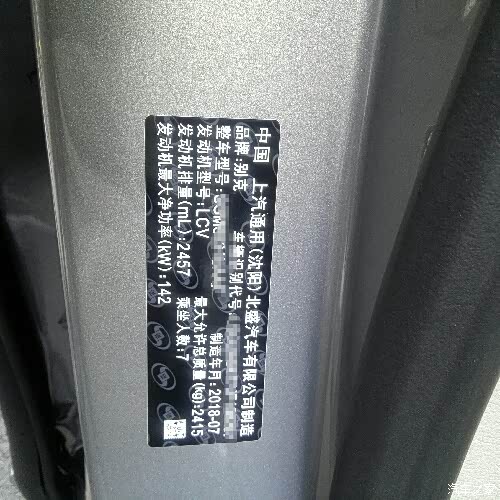 中国 上汽通用(沈阳)北盛汽车有限公司制造
品牌:别克 车辆识别代号:
整车型号: 制造年月:2018-07
发动机型号:LCV 最大允许总质量(kg):2415
发动机排量(mL):2457 乘坐人数:7
发动机最大净功率(kW):142